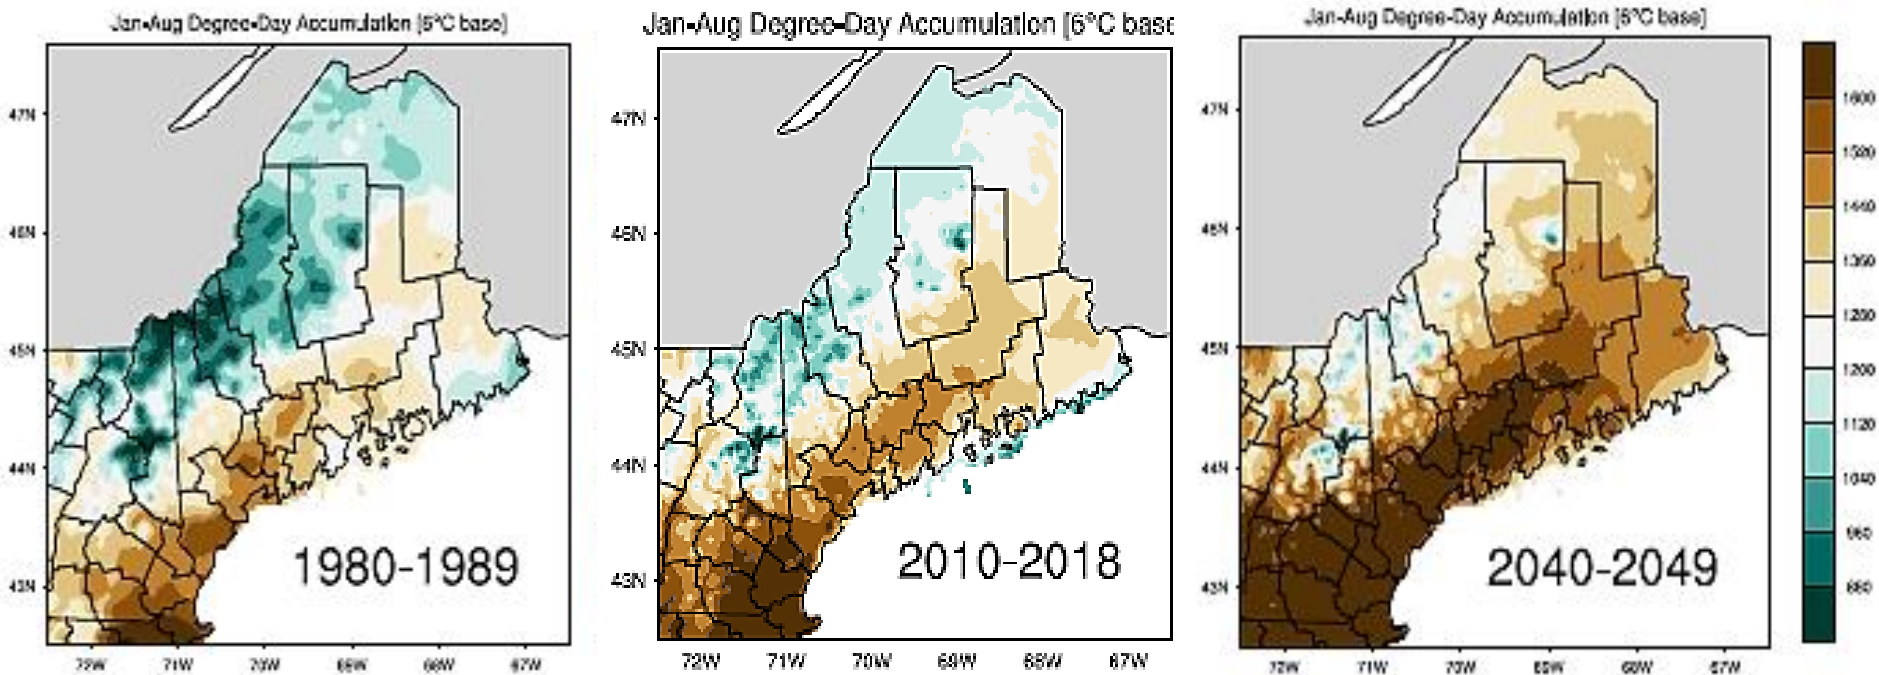 Jan-Aug Degree-Day Accumulation [6°C base]
47N
46N
45N
44N
43N
72W 71W 70W 69W 68W 67W
1980-1989
Jan-Aug Degree-Day Accumulation [6°C base
47N
46N
45N
44N
43N
72W 71W 70W 69W 68W 67W
2010-2018
Jan-Aug Degree-Day Accumulation [6°C base]
47N
46N
45N
44N
43N
72W 71W 70W 69W 68W 67W
2040-2049
1600
1520
1440
1360
1280
1200
1120
1040
960
880